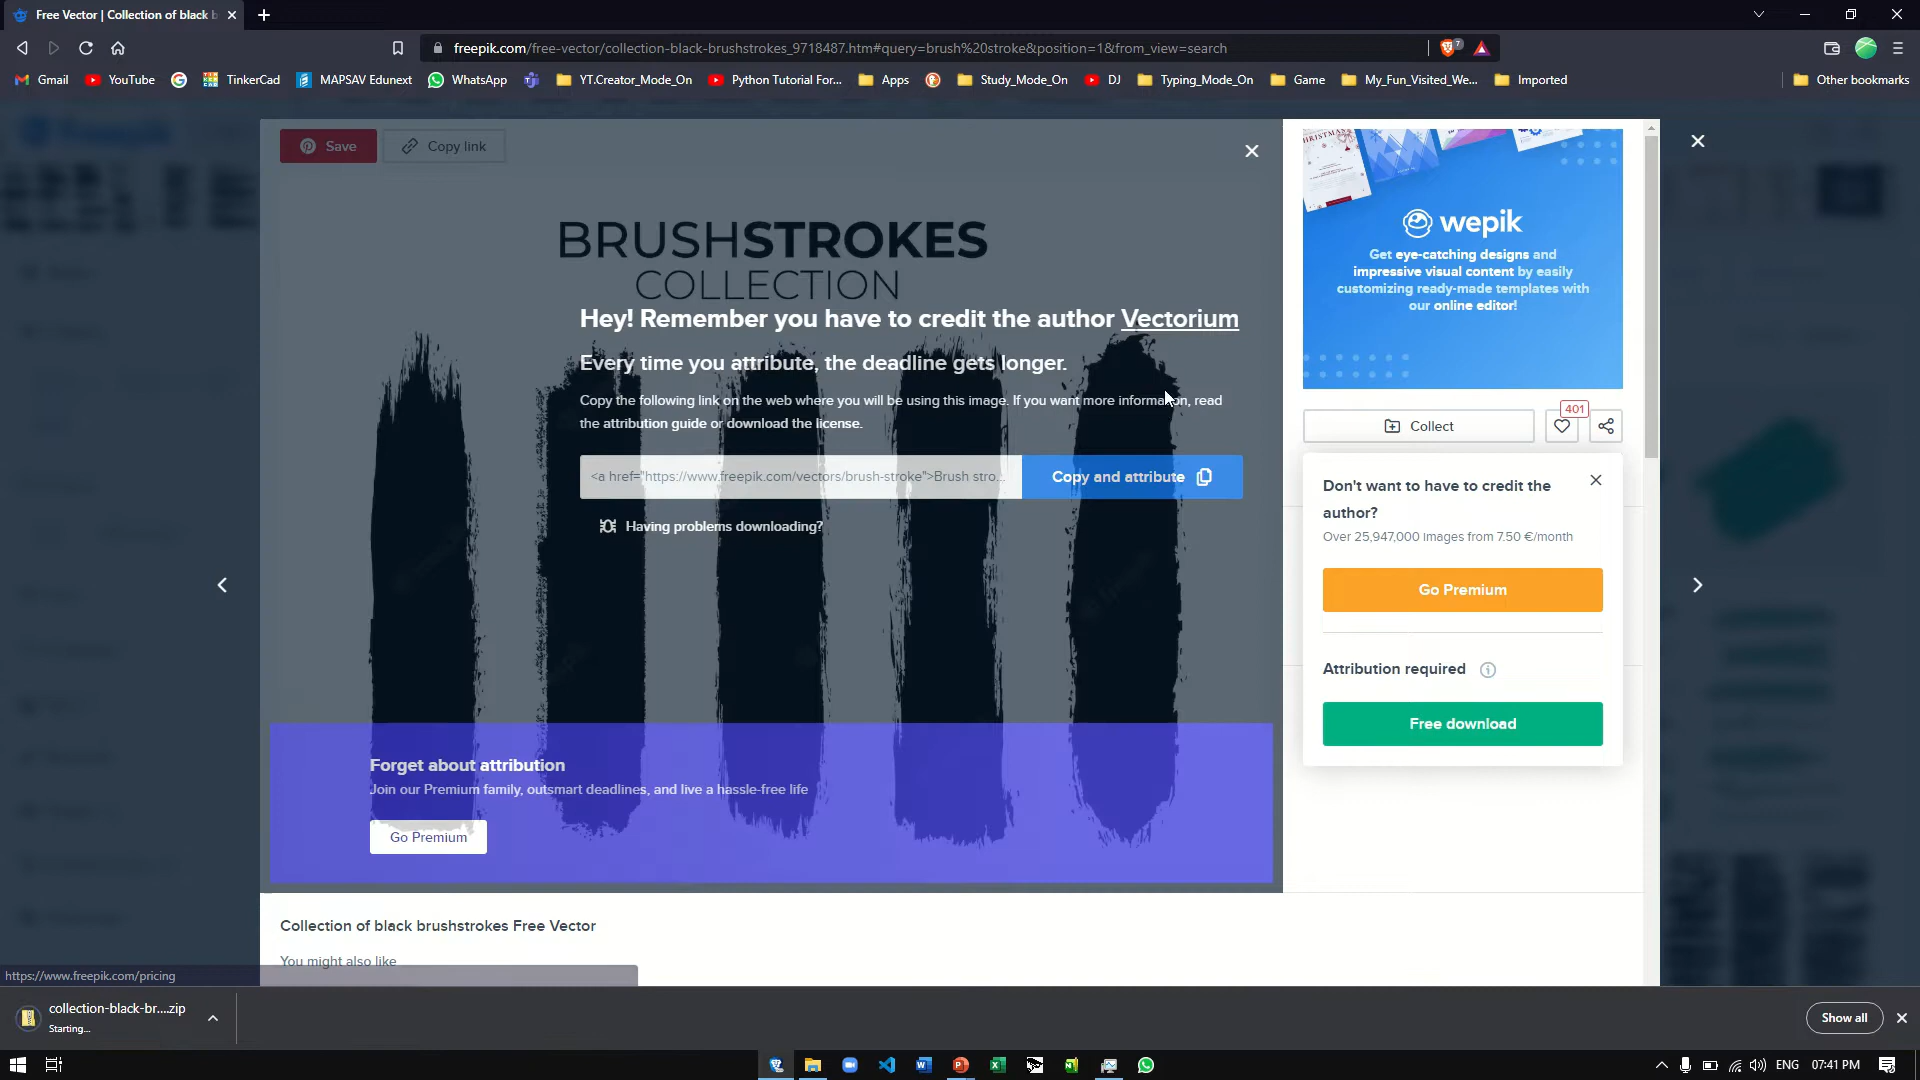 Free Vector | Collection of black b
freepik.com/free-vector/collection-black-brushstrokes_9718487.htm#query=brush%20stroke&position=1&from_view=search
7
Gmail
YouTube
TinkerCad
MAPSAV Edunext
WhatsApp
YT.Creator_Mode_On
Python Tutorial For...
Apps
Study_Mode_On
DJ
Typing_Mode_On
Game
My_Fun_Visited_We...
Imported
Other bookmarks
Save
Copy link
BRUSHSTROKES
COLLECTION
Hey! Remember you have to credit the author Vectorium
Every time you attribute, the deadline gets longer.
Copy the following link on the web where you will be using this image. If you want more information, read
the attribution guide or download the license.
<a href="https://www.freepik.com/vectors/brush-stroke">Brush stro...
Copy and attribute
Having problems downloading?
Forget about attribution
Join our Premium family, outsmart deadlines, and live a hassle-free life
Go Premium
Collection of black brushstrokes Free Vector
You might also like
wepik
Get eye-catching designs and
impressive visual content by easily
customizing ready-made templates with
our online editor!
Collect
401
Don't want to have to credit the
author?
Over 25,947,000 images from 7.50 €/month
Go Premium
Attribution required
Free download
https://www.freepik.com/pricing
collection-black-br....zip
Starting...
Show all
ENG
07:41 PM